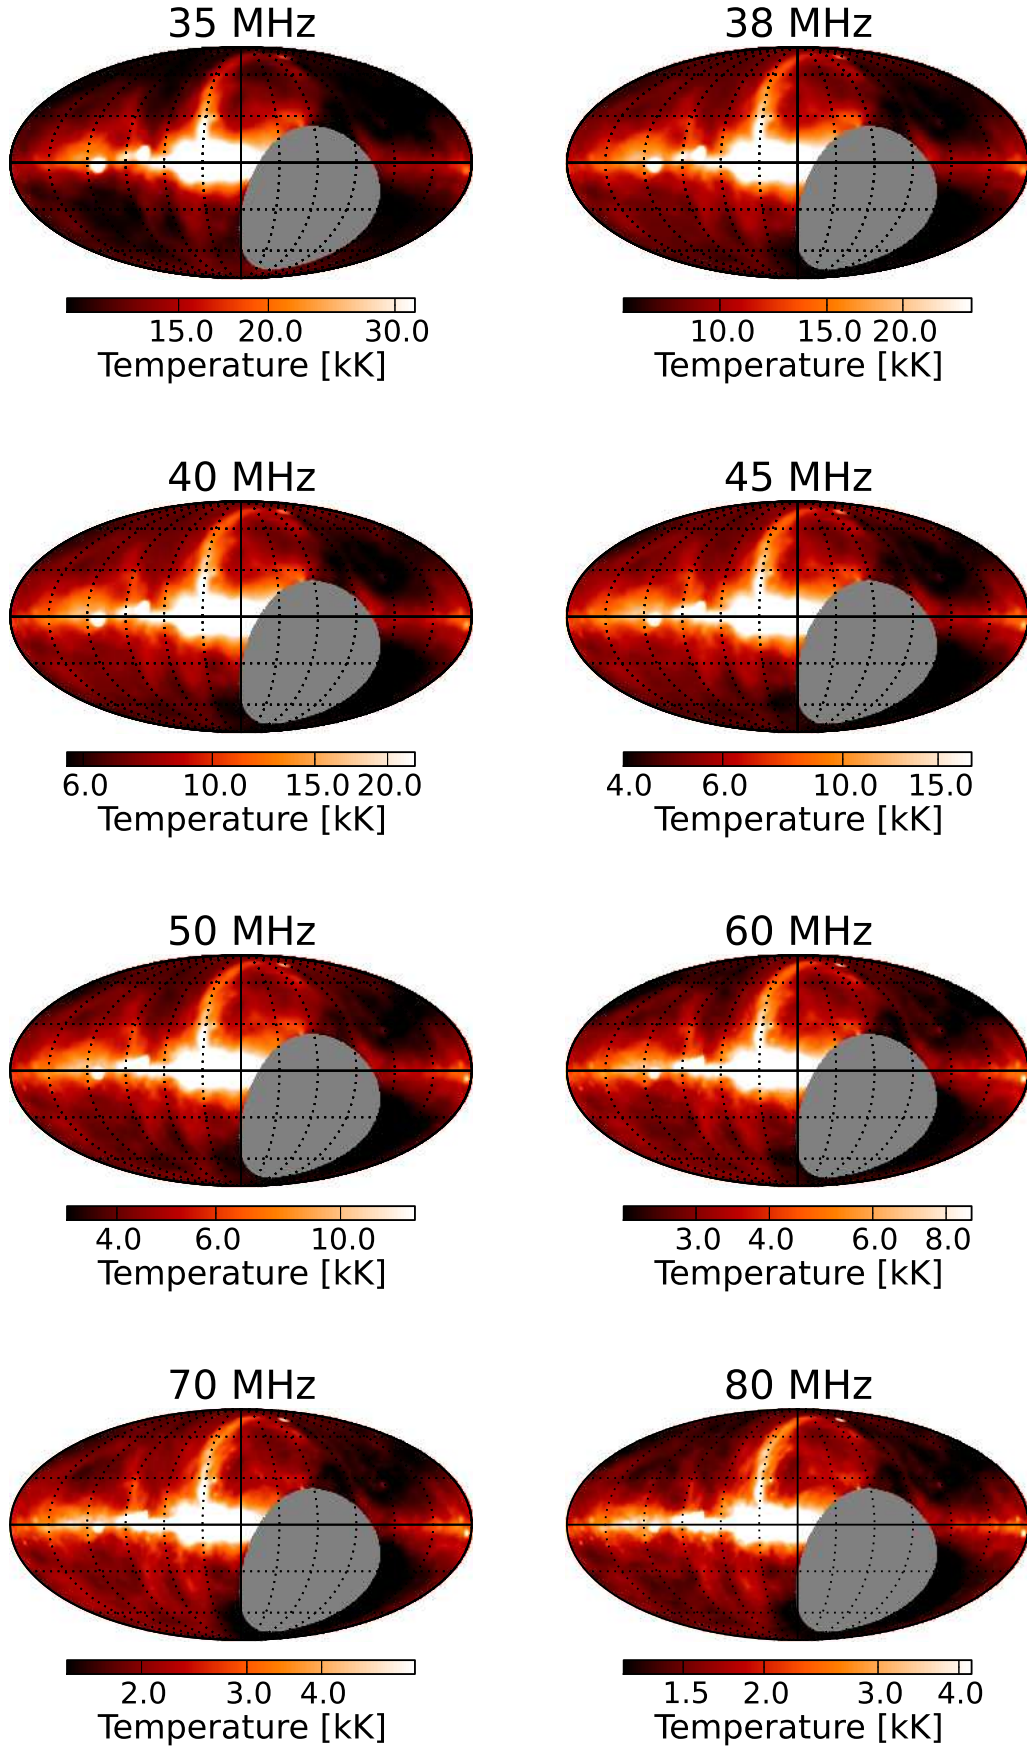 35 MHz
38 MHz
15.0 20.0 30.0
10.0 15.0 20.0
Temperature [kK]
Temperature [kK]
40 MHz
45 MHz
6.0 10.0 15.0 20.0
4.0 6.0 10.0 15.0
Temperature [kK]
Temperature [kK]
50 MHz
60 MHz
4.0 6.0 10.0
3.0 4.0 6.0 8.0
Temperature [kK]
Temperature [kK]
70 MHz
80 MHz
2.0 3.0 4.0
1.5 2.0 3.0 4.0
Temperature [kK]
Temperature [kK]